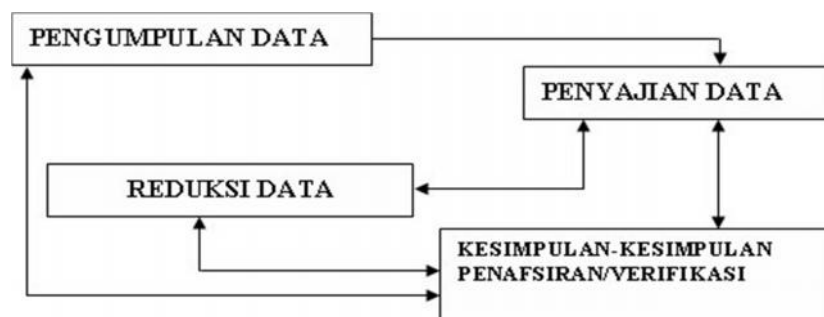 PENGUMPULAN DATA
PENYAJIAN DATA
REDUKSI DATA
KESIMPULAN-KESIMPULAN
PENAFSIRAN/VERIFIKASI